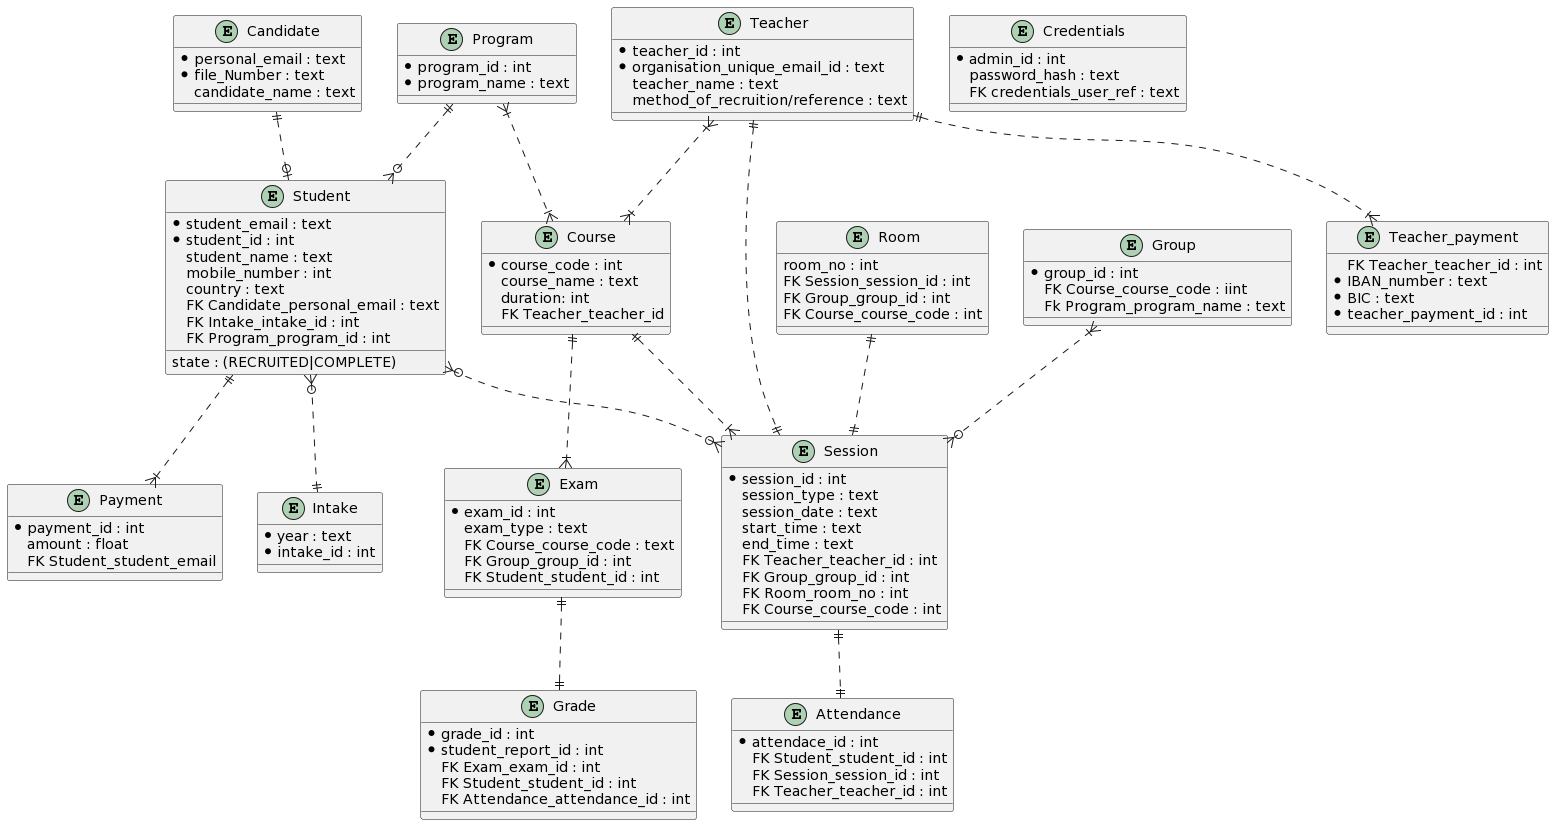 E Candidate
personal_email : text
file_Number : text
candidate_name : text
E Program
program_id : int
program_name : text
E Teacher
teacher_id : int
organisation_unique_email_id : text
teacher_name : text
method_of_recruition/reference : text
E Credentials
admin_id : int
password_hash : text
FK credentials_user_ref : text
E Student
student_email : text
student_id : int
student_name : text
mobile_number : int
country : text
FK Candidate_personal_email : text
FK Intake_intake_id : int
FK Program_program_id : int
state : (RECRUITED|COMPLETE)
E Course
course_code : int
course_name : text
duration: int
FK Teacher_teacher_id
E Room
room_no : int
FK Session_session_id : int
FK Group_group_id : int
FK Course_course_code : int
E Group
group_id : int
FK Course_course_code : iint
Fk Program_program_name : text
E Teacher_payment
FK Teacher_teacher_id : int
IBAN_number : text
BIC : text
teacher_payment_id : int
E Payment
payment_id : int
amount : float
FK Student_student_email
E Intake
year : text
intake_id : int
E Exam
exam_id : int
exam_type : text
FK Course_course_code : text
FK Group_group_id : int
FK Student_student_id : int
E Session
session_id : int
session_type : text
session_date : text
start_time : text
end_time : text
FK Teacher_teacher_id : int
FK Group_group_id : int
FK Room_room_no : int
FK Course_course_code : int
E Grade
grade_id : int
student_report_id : int
FK Exam_exam_id : int
FK Student_student_id : int
FK Attendance_attendance_id : int
E Attendance
attendace_id : int
FK Student_student_id : int
FK Session_session_id : int
FK Teacher_teacher_id : int